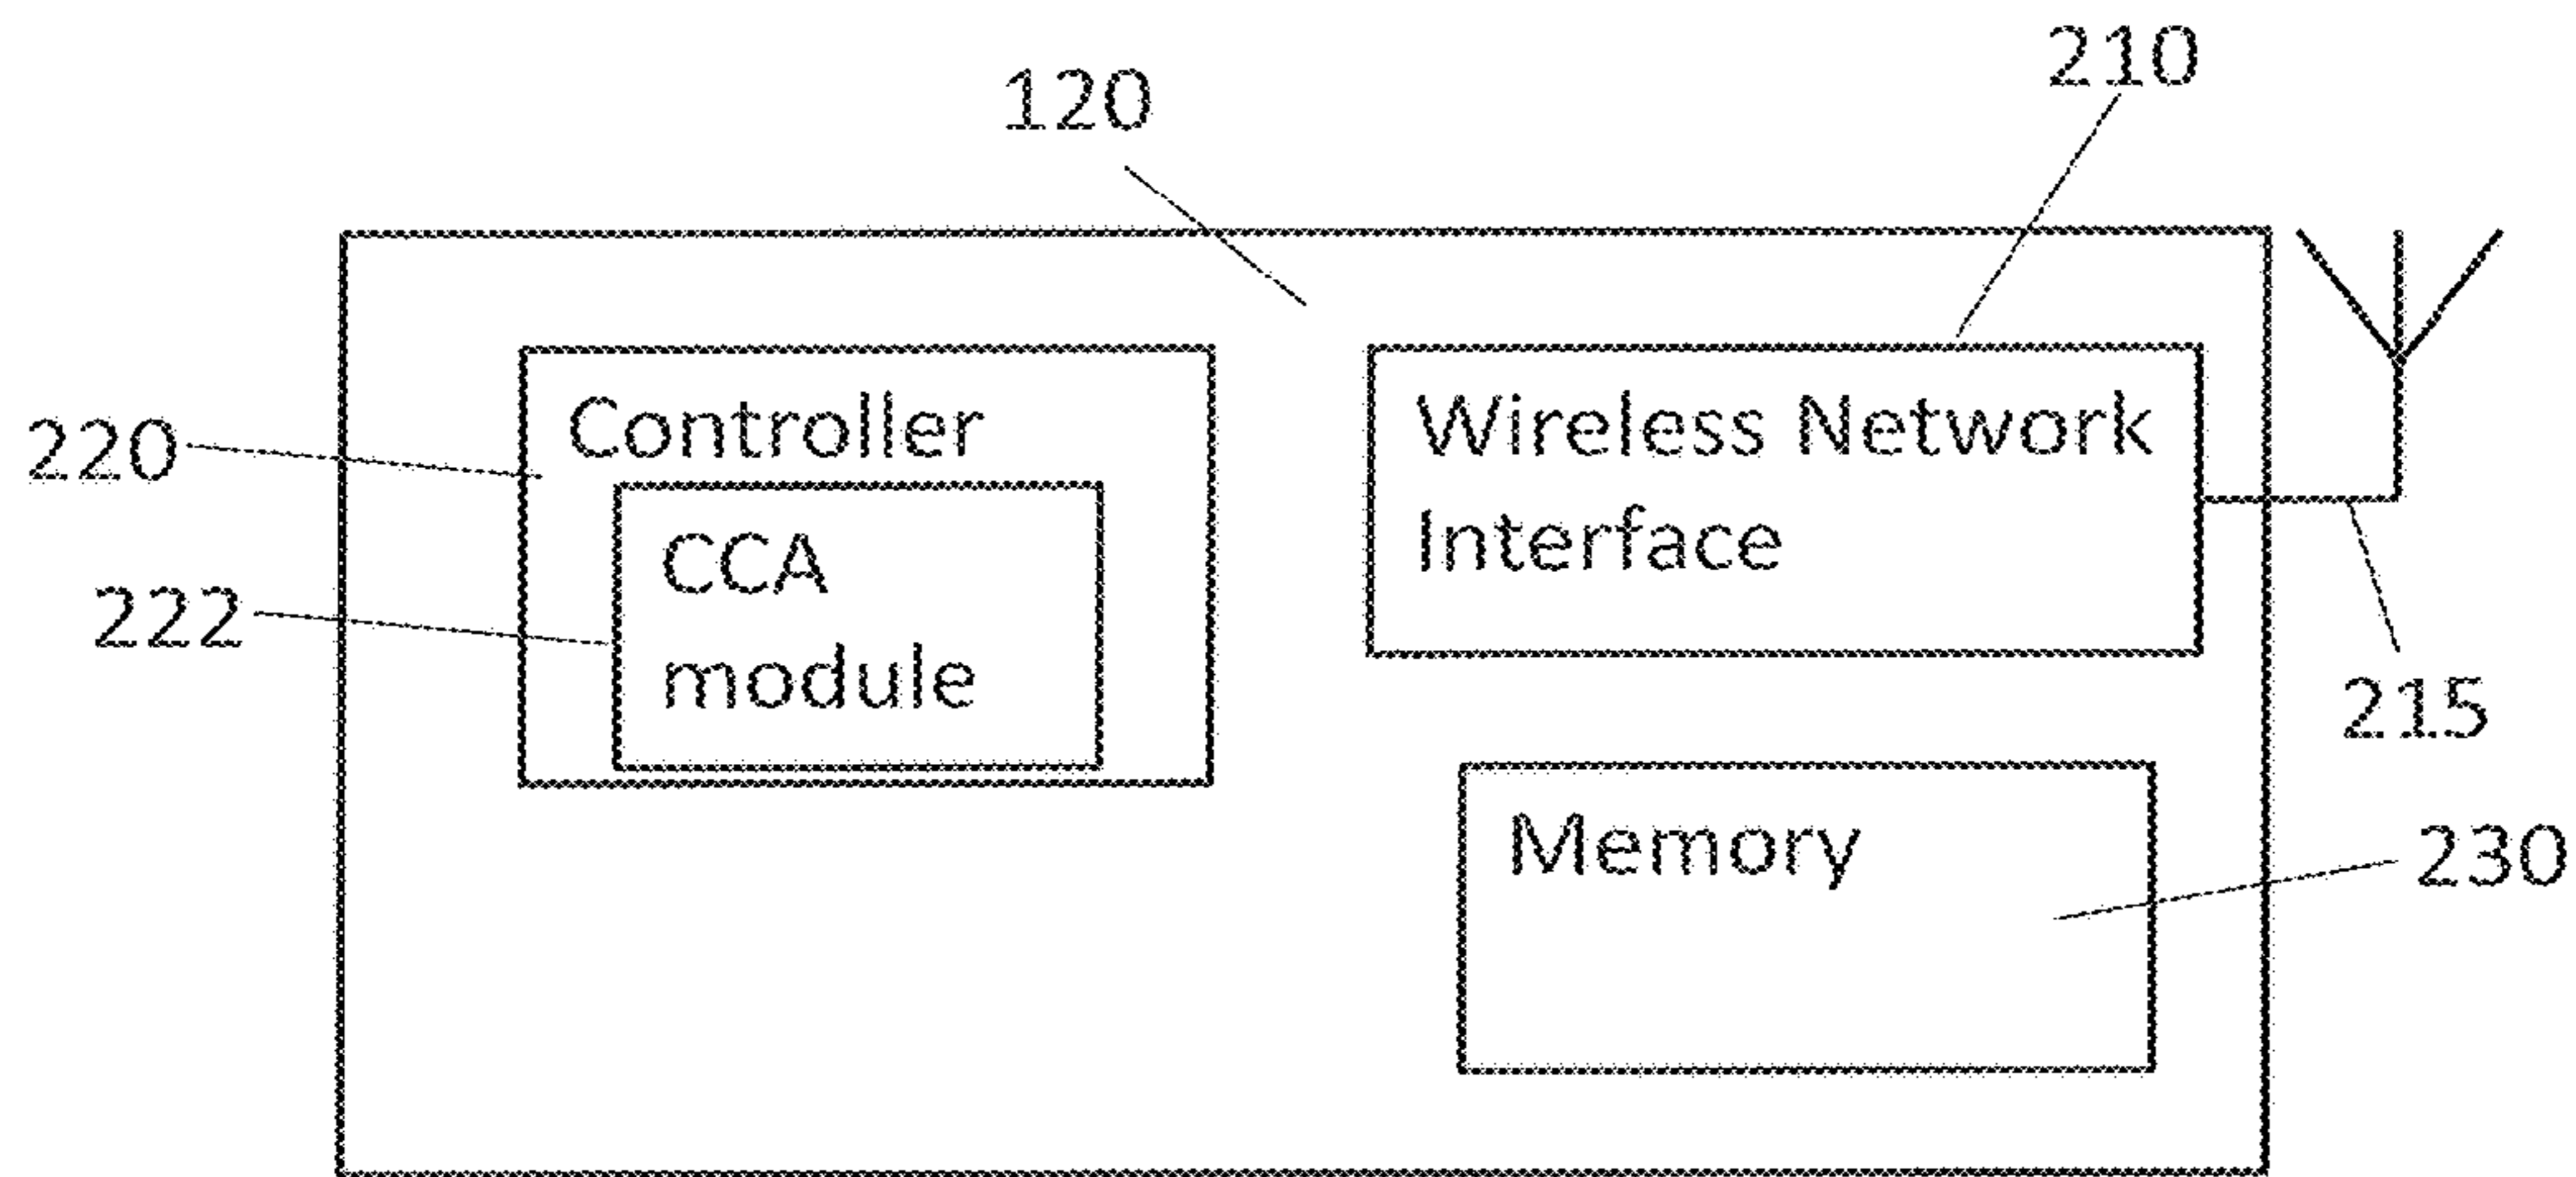 210
120
Controller
Wireless Network
Interface
220
CCA
module
222
215
Memory
230